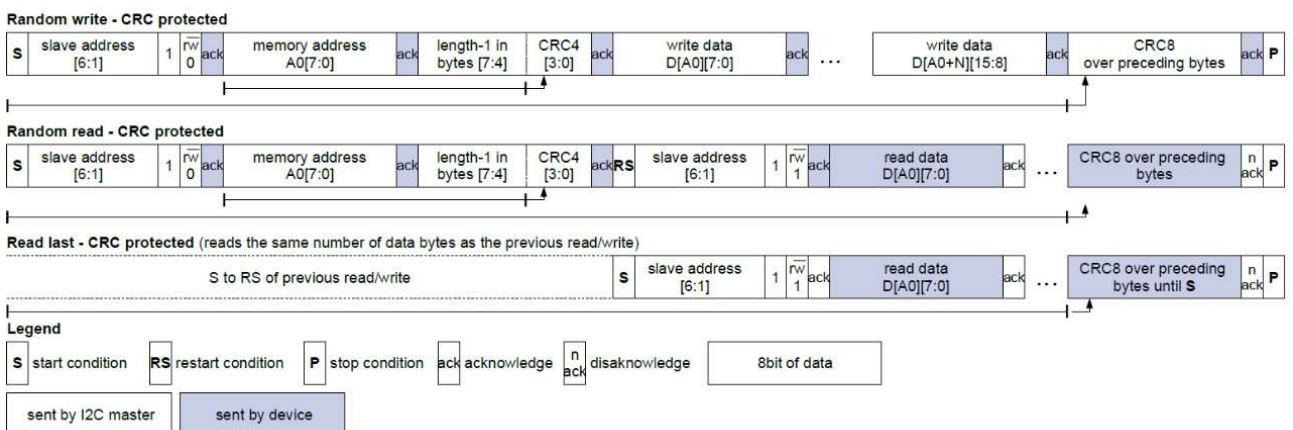 Random write - CRC protected
S slave address [6:1] 1 rw 0 ack memory address A0[7:0] ack length-1 in bytes [7:4] CRC4 [3:0] ack write data D[A0][7:0] ack ... write data D[A0+N][15:8] ack CRC8 over preceding bytes ack P
Random read - CRC protected
S slave address [6:1] 1 rw 0 ack memory address A0[7:0] ack length-1 in bytes [7:4] CRC4 [3:0] ack RS slave address [6:1] 1 rw 1 ack read data D[A0][7:0] ack ... CRC8 over preceding bytes n ack P
Read last - CRC protected (reads the same number of data bytes as the previous read/write)
S to RS of previous read/write S slave address [6:1] 1 rw 1 ack read data D[A0][7:0] ack ... CRC8 over preceding bytes until S n ack P
Legend
S start condition RS restart condition P stop condition ack acknowledge n ack disaknowledge 8bit of data
sent by I2C master sent by device